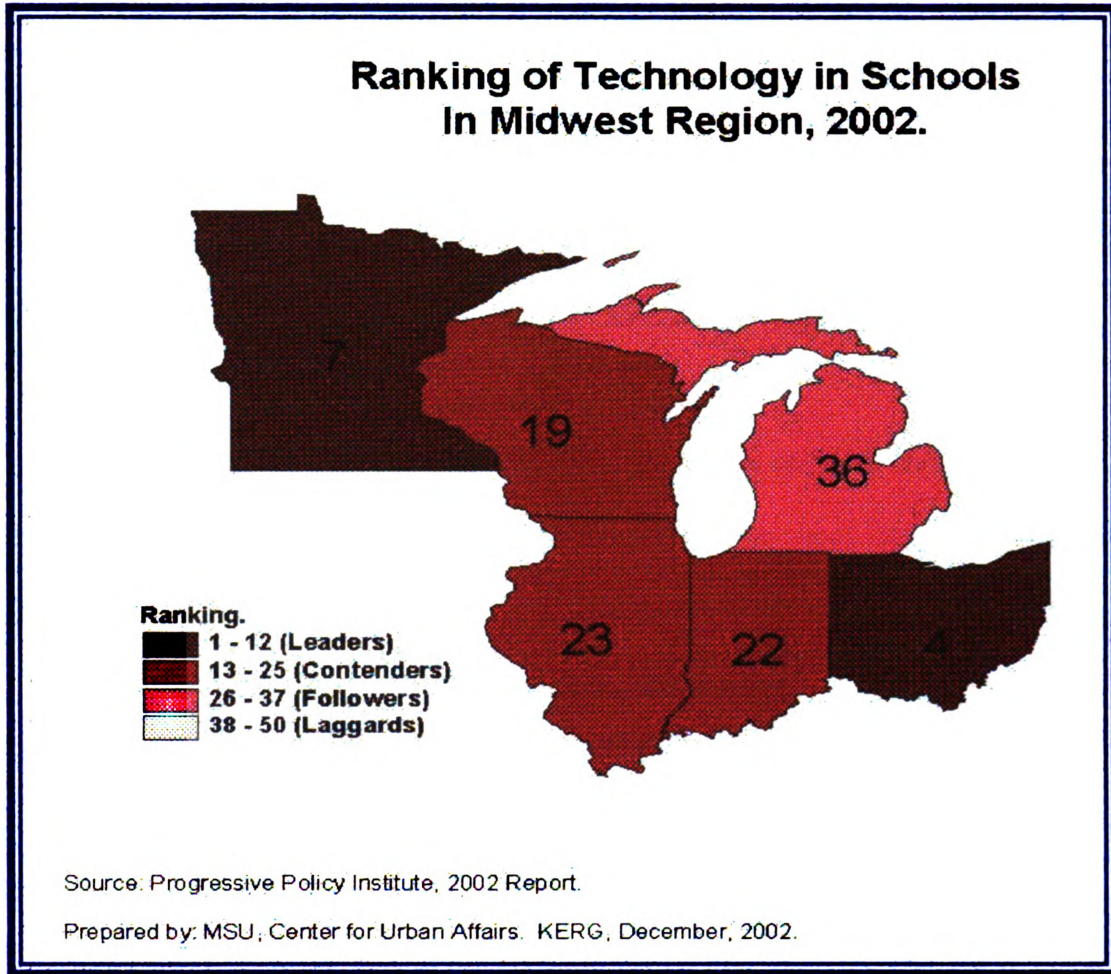 Ranking of Technology in Schools
In Midwest Region, 2002.
7
19
36
23
22
4
Ranking.
1 - 12 (Leaders)
13 - 25 (Contenders)
26 - 37 (Followers)
38 - 50 (Laggards)
Source: Progressive Policy Institute, 2002 Report.
Prepared by: MSU, Center for Urban Affairs. KERG, December, 2002.